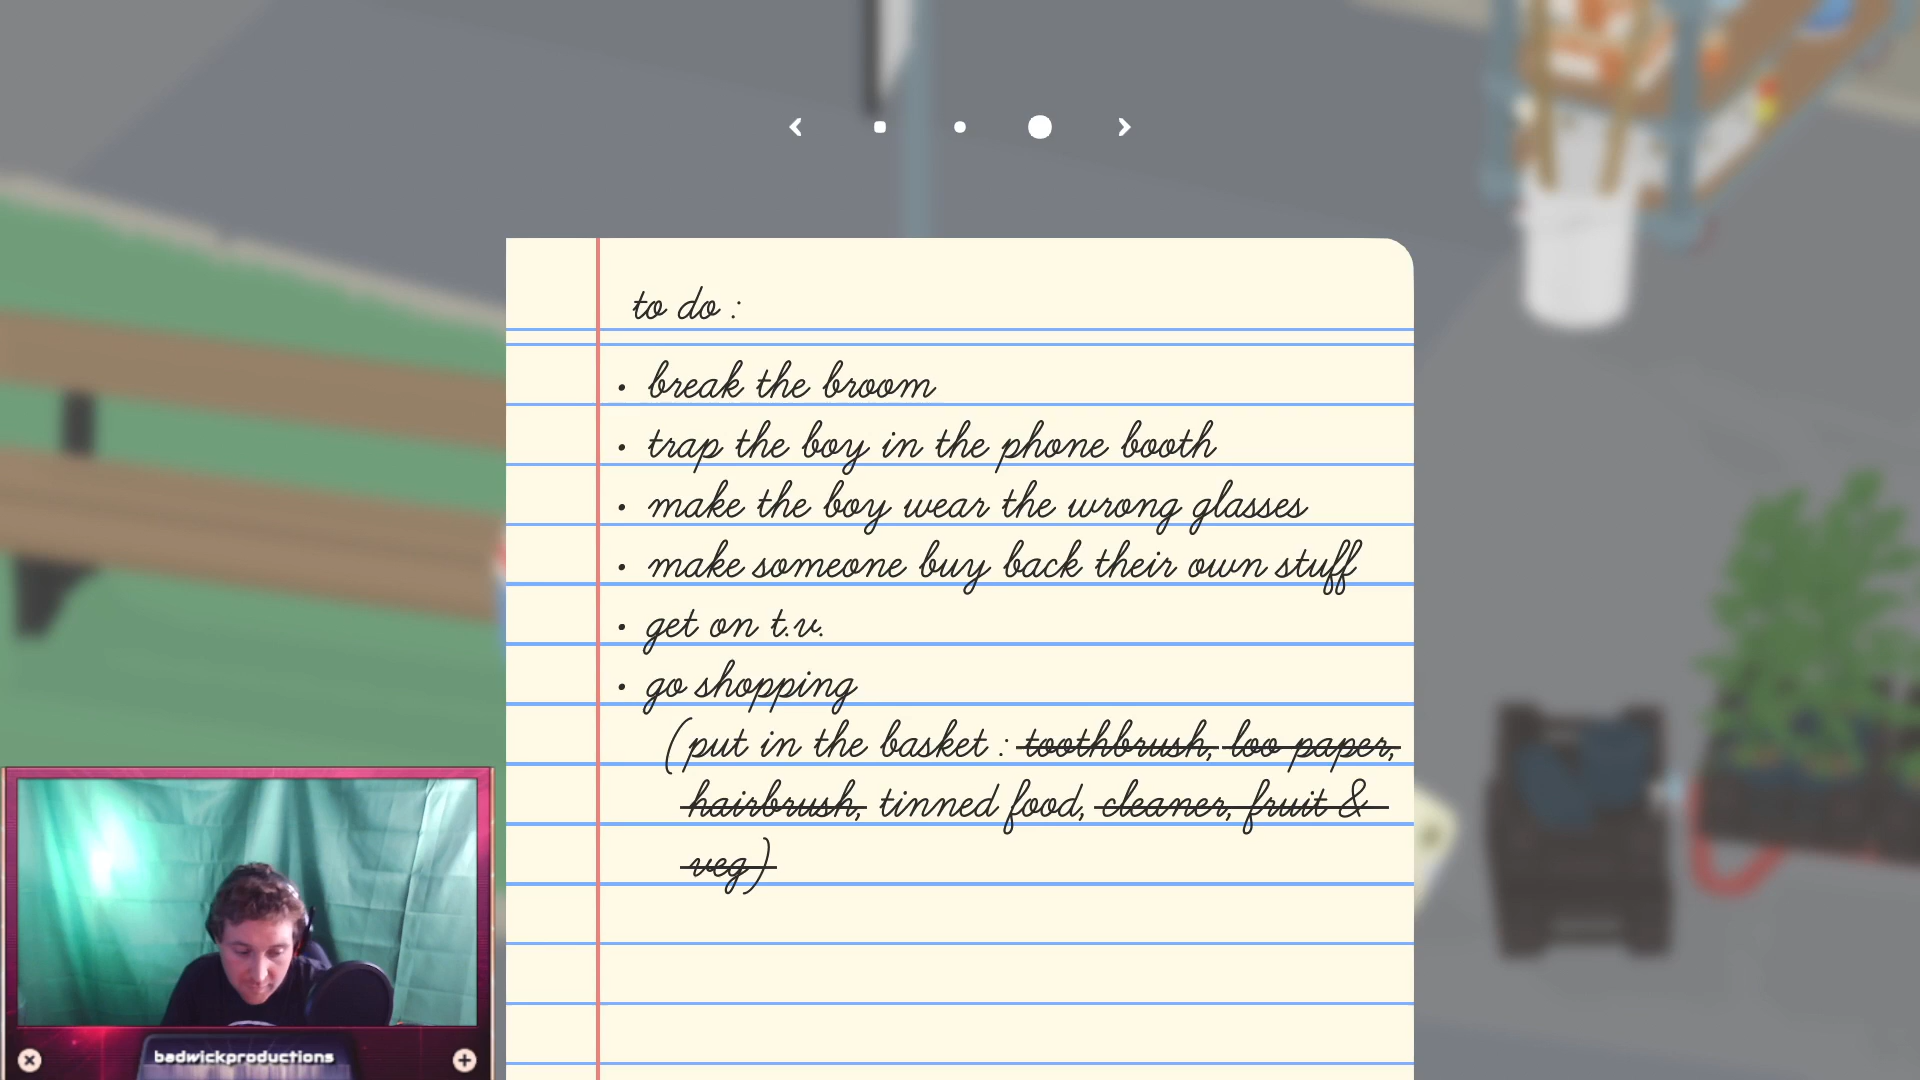 to do :
• break the broom
• trap the boy in the phone booth
• make the boy wear the wrong glasses
• make someone buy back their own stuff
• get on t.v.
• go shopping
(put in the basket : toothbrush, loo paper,
hairbrush, tinned food, cleaner, fruit &
veg)
badwickproductions